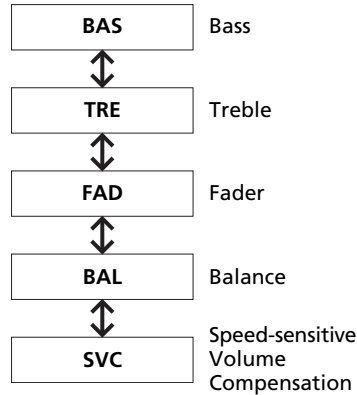 BAS Bass
TRE Treble
FAD Fader
BAL Balance
SVC Speed-sensitive
Volume
Compensation